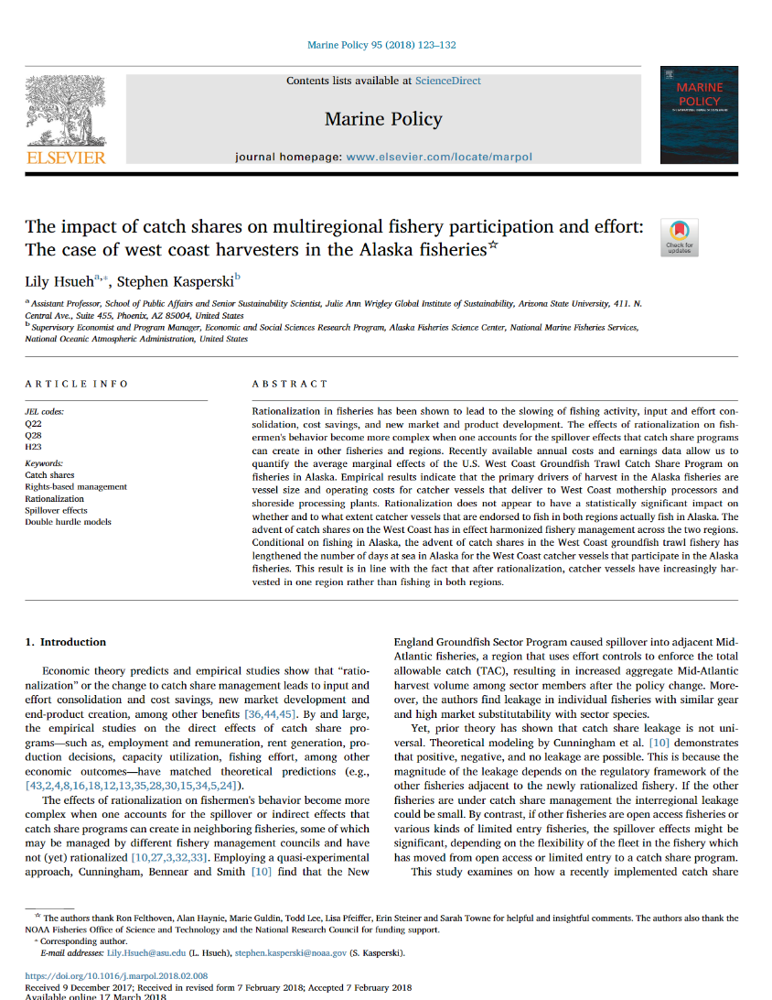 Marine Policy 95 (2018) 123–132
Contents lists available at ScienceDirect
Marine Policy
journal homepage: www.elsevier.com/locate/marpol
ELSEVIER
MARINE
POLICY
The impact of catch shares on multiregional fishery participation and effort:
The case of west coast harvesters in the Alaska fisheries☆
Check for
updates
Lily Hsueh^a,*, Stephen Kasperski^b
a Assistant Professor, School of Public Affairs and Senior Sustainability Scientist, Julie Ann Wrigley Global Institute of Sustainability, Arizona State University, 411. N.
Central Ave., Suite 455, Phoenix, AZ 85004, United States
b Supervisory Economist and Program Manager, Economic and Social Sciences Research Program, Alaska Fisheries Science Center, National Marine Fisheries Services,
National Oceanic Atmospheric Administration, United States
ARTICLE INFO
JEL codes:
Q22
Q28
H23
Keywords:
Catch shares
Rights-based management
Rationalization
Spillover effects
Double hurdle models
ABSTRACT
Rationalization in fisheries has been shown to lead to the slowing of fishing activity, input and effort con-
solidation, cost savings, and new market and product development. The effects of rationalization on fish-
ermen's behavior become more complex when one accounts for the spillover effects that catch share programs
can create in other fisheries and regions. Recently available annual costs and earnings data allow us to
quantify the average marginal effects of the U.S. West Coast Groundfish Trawl Catch Share Program on
fisheries in Alaska. Empirical results indicate that the primary drivers of harvest in the Alaska fisheries are
vessel size and operating costs for catcher vessels that deliver to West Coast mothership processors and
shoreside processing plants. Rationalization does not appear to have a statistically significant impact on
whether and to what extent catcher vessels that are endorsed to fish in both regions actually fish in Alaska. The
advent of catch shares on the West Coast has in effect harmonized fishery management across the two regions.
Conditional on fishing in Alaska, the advent of catch shares in the West Coast groundfish trawl fishery has
lengthened the number of days at sea in Alaska for the West Coast catcher vessels that participate in the Alaska
fisheries. This result is in line with the fact that after rationalization, catcher vessels have increasingly har-
vested in one region rather than fishing in both regions.
1. Introduction
Economic theory predicts and empirical studies show that “ratio-
nalization” or the change to catch share management leads to input and
effort consolidation and cost savings, new market development and
end-product creation, among other benefits [36,44,45]. By and large,
the empirical studies on the direct effects of catch share pro-
grams—such as, employment and remuneration, rent generation, pro-
duction decisions, capacity utilization, fishing effort, among other
economic outcomes—have matched theoretical predictions (e.g.,
[43,2,4,8,16,18,12,13,35,28,30,15,34,5,24]).
The effects of rationalization on fishermen's behavior become more
complex when one accounts for the spillover or indirect effects that
catch share programs can create in neighboring fisheries, some of which
may be managed by different fishery management councils and have
not (yet) rationalized [10,27,3,32,33]. Employing a quasi-experimental
approach, Cunningham, Bennear and Smith [10] find that the New
England Groundfish Sector Program caused spillover into adjacent Mid-
Atlantic fisheries, a region that uses effort controls to enforce the total
allowable catch (TAC), resulting in increased aggregate Mid-Atlantic
harvest volume among sector members after the policy change. More-
over, the authors find leakage in individual fisheries with similar gear
and high market substitutability with sector species.
Yet, prior theory has shown that catch share leakage is not uni-
versal. Theoretical modeling by Cunningham et al. [10] demonstrates
that positive, negative, and no leakage are possible. This is because the
magnitude of the leakage depends on the regulatory framework of the
other fisheries adjacent to the newly rationalized fishery. If the other
fisheries are under catch share management the interregional leakage
could be small. By contrast, if other fisheries are open access fisheries or
various kinds of limited entry fisheries, the spillover effects might be
significant, depending on the flexibility of the fleet in the fishery which
has moved from open access or limited entry to a catch share program.
This study examines on how a recently implemented catch share
☆ The authors thank Ron Felthoven, Alan Haynie, Marie Guldin, Todd Lee, Lisa Pfeiffer, Erin Steiner and Sarah Towne for helpful and insightful comments. The authors also thank the
NOAA Fisheries Office of Science and Technology and the National Research Council for funding support.
* Corresponding author.
E-mail addresses: Lily.Hsueh@asu.edu (L. Hsueh), stephen.kasperski@noaa.gov (S. Kasperski).
https://doi.org/10.1016/j.marpol.2018.02.008
Received 9 December 2017; Received in revised form 7 February 2018; Accepted 7 February 2018
Available online 17 March 2018